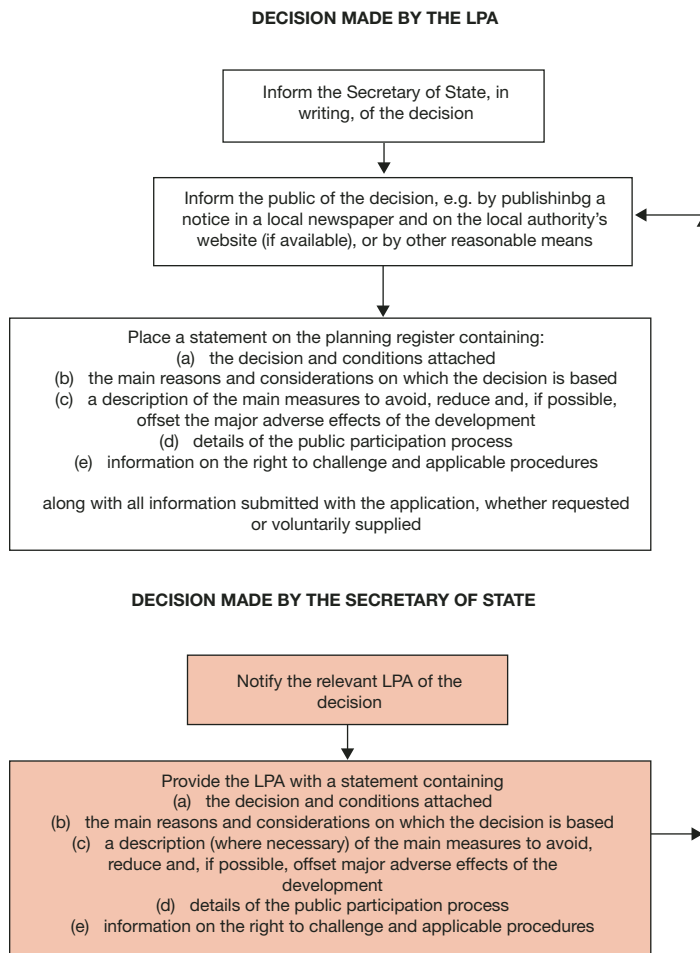 DECISION MADE BY THE LPA
Inform the Secretary of State, in
writing, of the decision
Inform the public of the decision, e.g. by publishinbg a
notice in a local newspaper and on the local authority's
website (if available), or by other reasonable means
Place a statement on the planning register containing:
(a) the decision and conditions attached
(b) the main reasons and considerations on which the decision is based
(c) a description of the main measures to avoid, reduce and, if possible,
offset the major adverse effects of the development
(d) details of the public participation process
(e) information on the right to challenge and applicable procedures
along with all information submitted with the application, whether requested
or voluntarily supplied
DECISION MADE BY THE SECRETARY OF STATE
Notify the relevant LPA of the
decision
Provide the LPA with a statement containing
(a) the decision and conditions attached
(b) the main reasons and considerations on which the decision is based
(c) a description (where necessary) of the main measures to avoid,
reduce and, if possible, offset major adverse effects of the
development
(d) details of the public participation process
(e) information on the right to challenge and applicable procedures